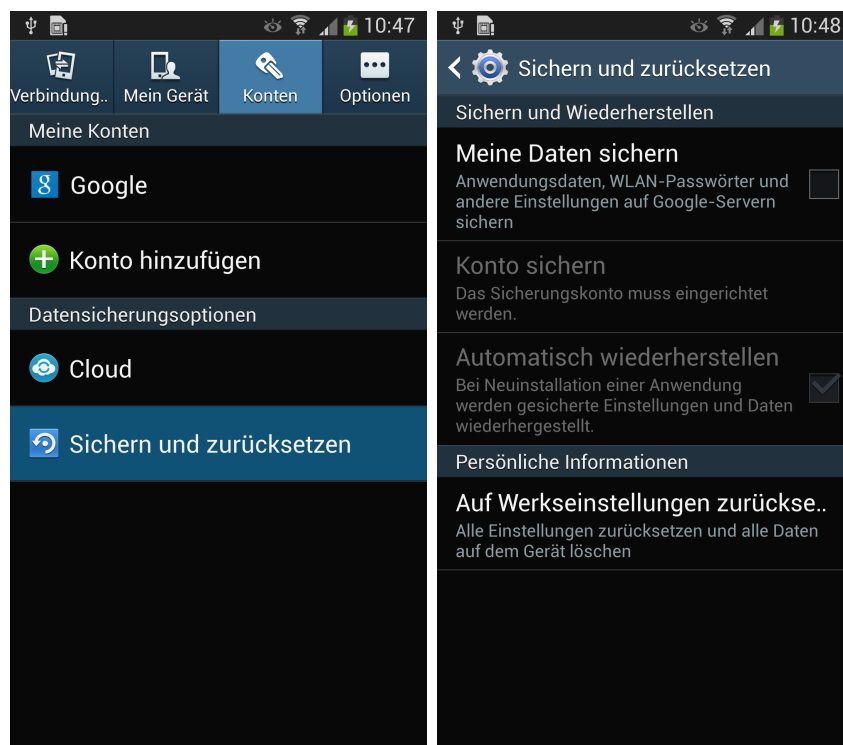 10:47
Verbindung..
Mein Gerät
Konten
Optionen
Meine Konten
8 Google
Konto hinzufügen
Datensicherungsoptionen
Cloud
Sichern und zurücksetzen
10:48
Sichern und zurücksetzen
Sichern und Wiederherstellen
Meine Daten sichern
Anwendungsdaten, WLAN-Passwörter und
andere Einstellungen auf Google-Servern
sichern
Konto sichern
Das Sicherungskonto muss eingerichtet
werden.
Automatisch wiederherstellen
Bei Neuinstallation einer Anwendung
werden gesicherte Einstellungen und Daten
wiederhergestellt.
Persönliche Informationen
Auf Werkseinstellungen zurückse..
Alle Einstellungen zurücksetzen und alle Daten
auf dem Gerät löschen